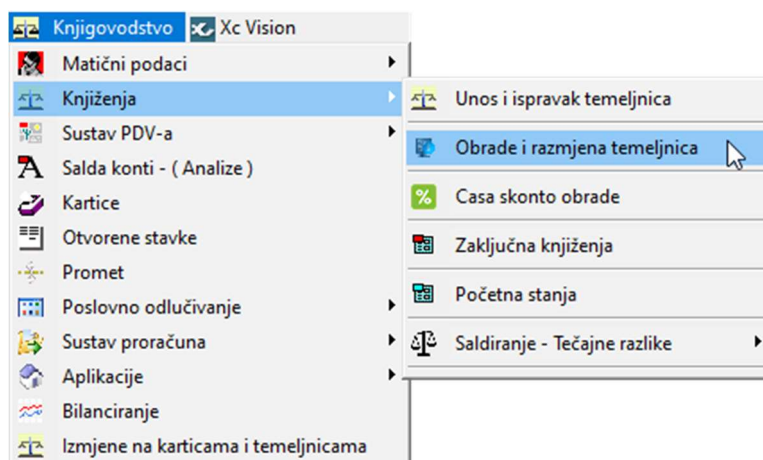 Knjigovodstvo Xc Vision
Matični podaci
Knjiženja
Sustav PDV-a
Salda konti - ( Analize )
Kartice
Otvorene stavke
Promet
Poslovno odlučivanje
Sustav proračuna
Aplikacije
Bilanciranje
Izmjene na karticama i temeljnicama
Unos i ispravak temeljnica
Obrade i razmjena temeljnica
Casa skonto obrade
Zaključna knjiženja
Početna stanja
Saldiranje - Tečajne razlike